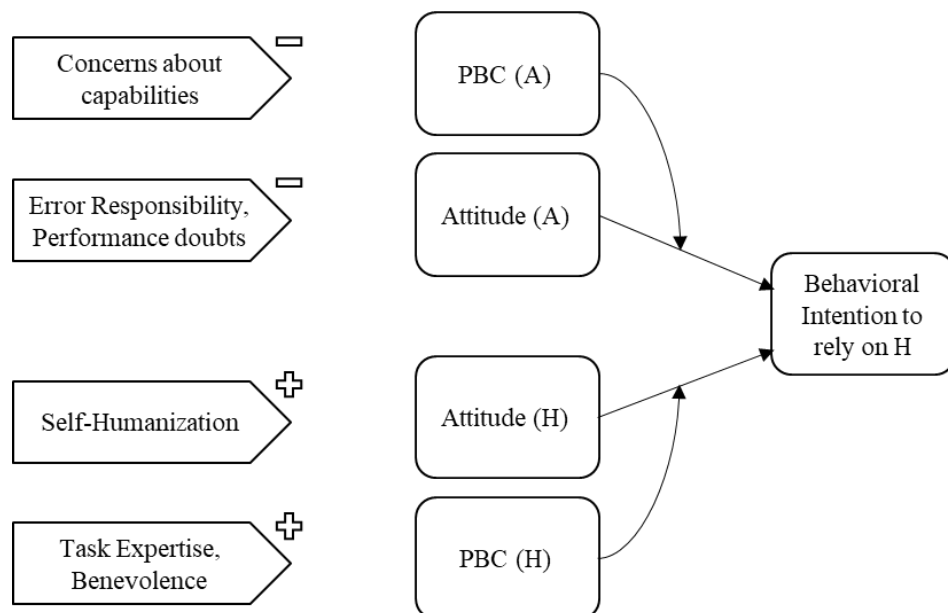 Concerns about
capabilities
PBC (A)
Error Responsibility,
Performance doubts
Attitude (A)
Behavioral
Intention to
rely on H
Self-Humanization
Attitude (H)
Task Expertise,
Benevolence
PBC (H)